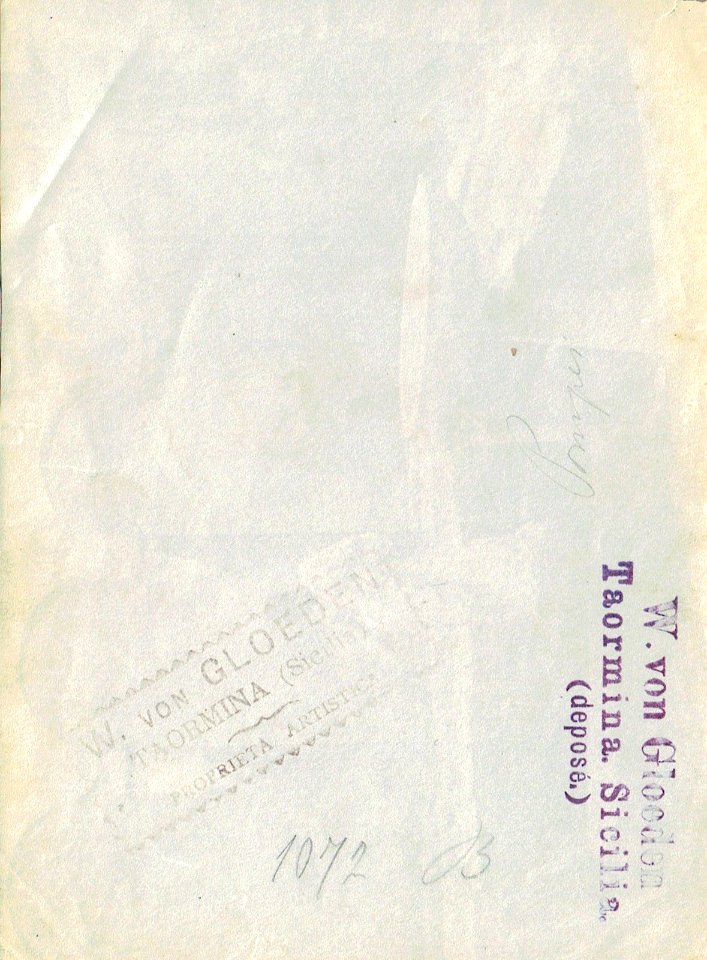 W. von Gloeden
Taormina. Sicilia.
(deposé.)
W. VON GLOEDEN
TAORMINA (Sicilia)
PROPRIETA ARTISTICA
1072 B